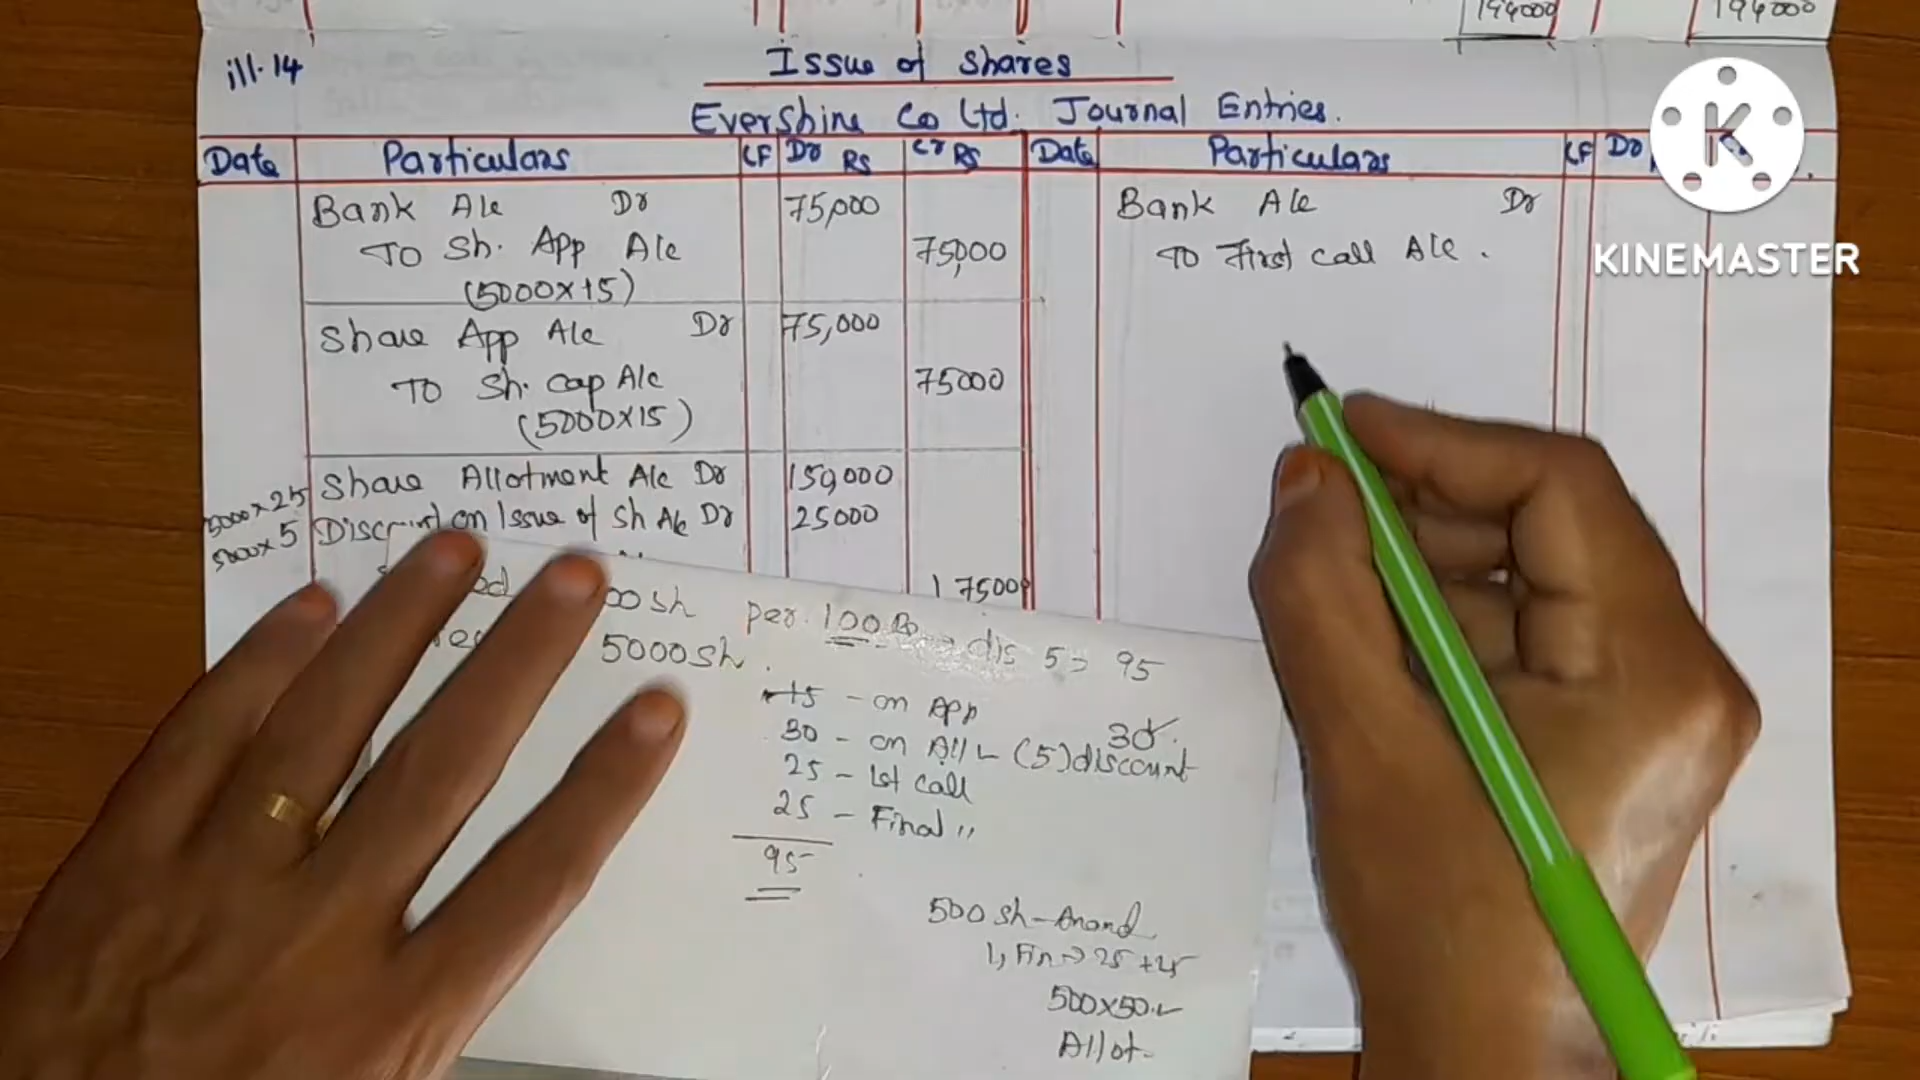 194000 194000
ill.14
Issue of Shares
Evershine Co Ltd. Journal Entries.
Date Particulars LF Dr Rs Cr Rs
Bank A/c Dr 75,000
To Sh. App A/c 75,000
(5000x15)
Share App A/c Dr 75,000
To Sh. Cap A/c 75000
(5000x15)
Share Allotment A/c Dr 150,000
5000x25
Discount on Issue of Sh A/c Dr 25000
5000x5
175000
Date Particulars LF Dr
Bank A/c Dr
To First call A/c.
KINEMASTER
00 Sh per. 100 Rs → dis 5 → 95
5000 Sh.
15 - on App
30 - on All (5) discount
30
25 - 1st call
25 - Final "
95
500 Sh - Anand
1, Fin → 25 + 25
500x50
Allot.